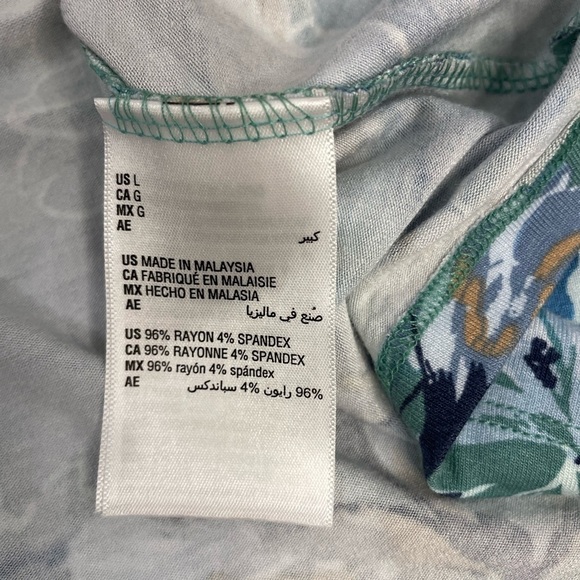 US L
CA G
MX G
AE
كبير
US MADE IN MALAYSIA
CA FABRIQUÉ EN MALAISIE
MX HECHO EN MALASIA
AE صُنع في ماليزيا
US 96% RAYON 4% SPANDEX
CA 96% RAYONNE 4% SPANDEX
MX 96% rayón 4% spándex
AE 96% رايون 4% سباندكس